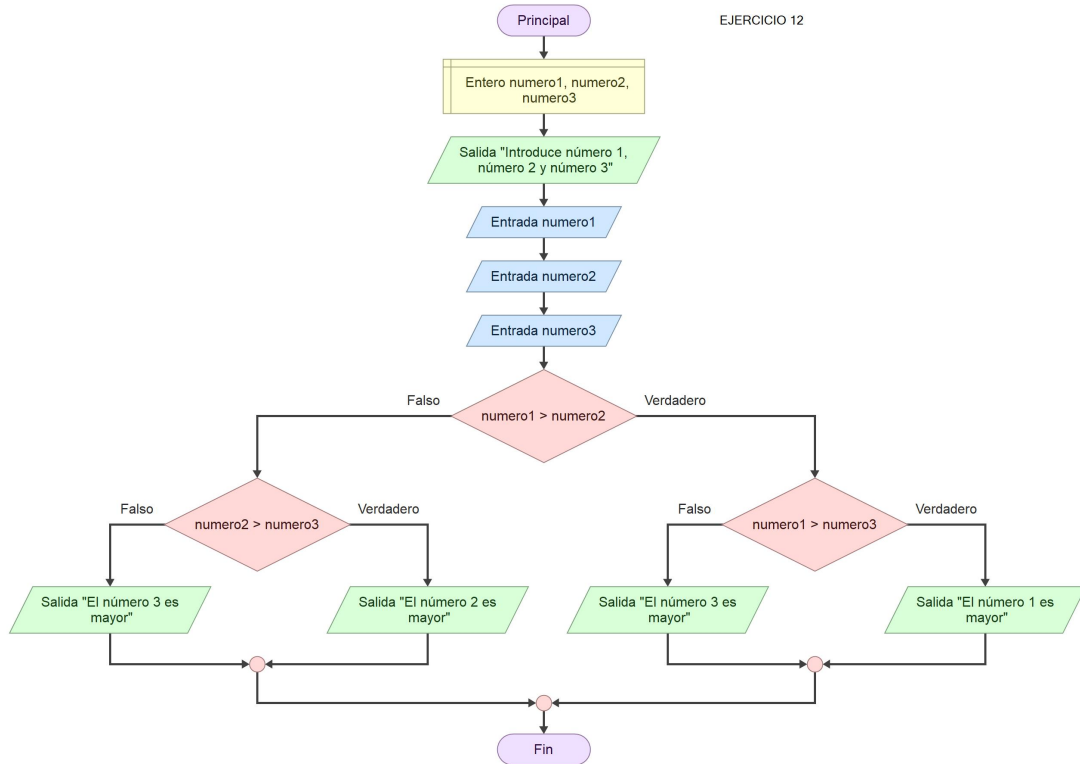 Principal
EJERCICIO 12
Entero numero1, numero2,
numero3
Salida "Introduce número 1,
número 2 y número 3"
Entrada numero1
Entrada numero2
Entrada numero3
Falso
numero1 > numero2
Verdadero
Falso
numero2 > numero3
Verdadero
Falso
numero1 > numero3
Verdadero
Salida "El número 3 es
mayor"
Salida "El número 2 es
mayor"
Salida "El número 3 es
mayor"
Salida "El número 1 es
mayor"
Fin